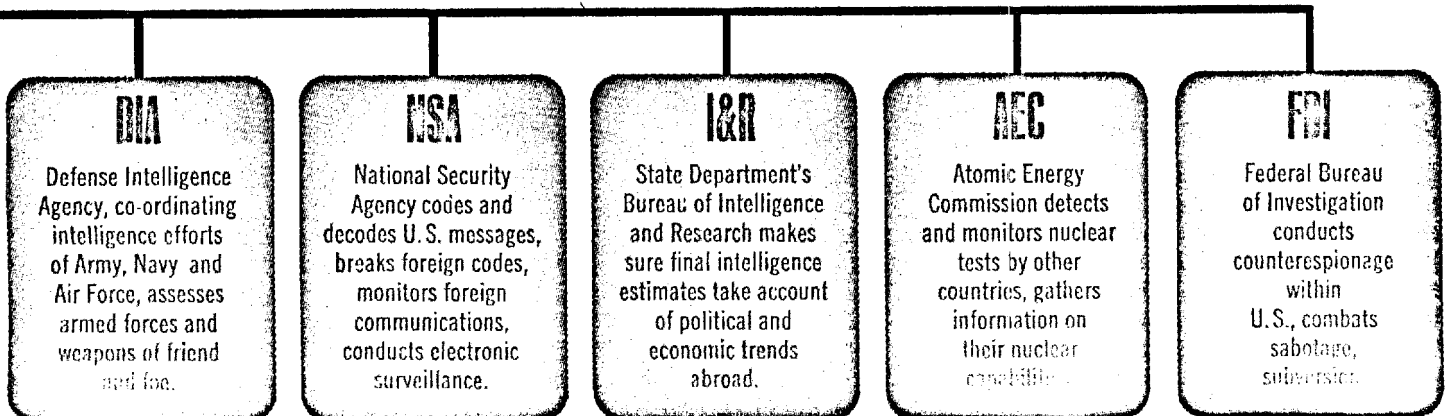 DIA
Defense Intelligence
Agency, co-ordinating
intelligence efforts
of Army, Navy and
Air Force, assesses
armed forces and
weapons of friend
and foe.
NSA
National Security
Agency codes and
decodes U.S. messages,
breaks foreign codes,
monitors foreign
communications,
conducts electronic
surveillance.
I&R
State Department's
Bureau of Intelligence
and Research makes
sure final intelligence
estimates take account
of political and
economic trends
abroad.
AEC
Atomic Energy
Commission detects
and monitors nuclear
tests by other
countries, gathers
information on
their nuclear
FBI
Federal Bureau
of Investigation
conducts
counterespionage
within
U.S., combats
sabotage,
subversion.